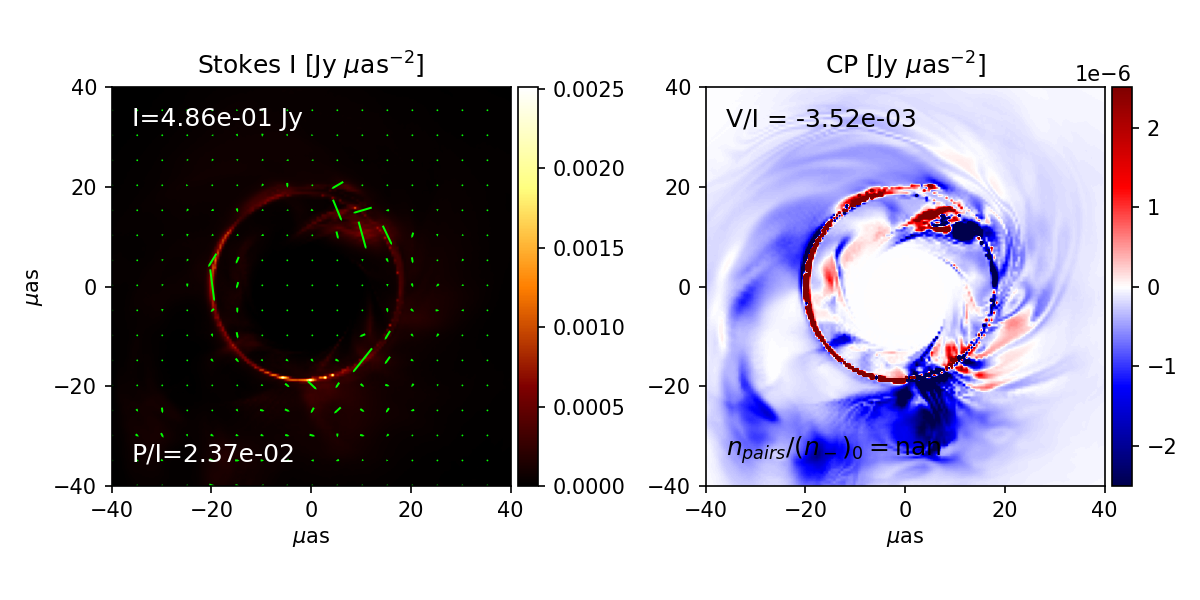 Stokes I [Jy μas⁻²]
I=4.86e-01 Jy
P/I=2.37e-02
40
20
0
−20
−40
μas
−40 −20 0 20 40
μas
0.0025
0.0020
0.0015
0.0010
0.0005
0.0000
CP [Jy μas⁻²]
1e−6
V/I = -3.52e-03
n_pairs/(n_−)_0 = nan
40
20
0
−20
−40
−40 −20 0 20 40
μas
2
1
0
−1
−2